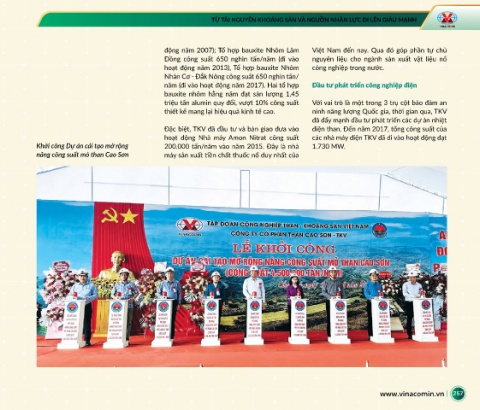 TỪ TÀI NGUYÊN KHOÁNG SẢN VÀ NGUỒN NHÂN LỰC ĐI LÊN GIÀU MẠNH
động năm 2007); Tổ hợp bauxite Nhôm Lâm
Đồng công suất 650 nghìn tấn/năm (đi vào
hoạt động năm 2013), Tổ hợp bauxite Nhôm
Nhân Cơ - Đắk Nông công suất 650 nghìn tấn/
năm (đi vào hoạt động năm 2017). Hai tổ hợp
bauxite nhôm hằng năm đạt sản lượng 1,45
triệu tấn alumin quy đổi, vượt 10% công suất
thiết kế mang lại hiệu quả kinh tế cao.
Đặc biệt, TKV đã đầu tư và bàn giao đưa vào
hoạt động Nhà máy Amon Nitrat công suất
200.000 tấn/năm vào năm 2015. Đây là nhà
máy sản xuất tiền chất thuốc nổ duy nhất của
Việt Nam đến nay. Qua đó góp phần tự chủ
nguyên liệu cho ngành sản xuất vật liệu nổ
công nghiệp trong nước.
Đầu tư phát triển công nghiệp điện
Với vai trò là một trong 3 trụ cột bảo đảm an
ninh năng lượng Quốc gia, thời gian qua, TKV
đã đẩy mạnh đầu tư phát triển các dự án nhiệt
điện than. Đến năm 2017, tổng công suất của
các nhà máy điện TKV đã đi vào hoạt động đạt
1.730 MW.
Khởi công Dự án cải tạo mở rộng
nâng công suất mỏ than Cao Sơn
TẬP ĐOÀN CÔNG NGHIỆP THAN - KHOÁNG SẢN VIỆT NAM
CÔNG TY CỔ PHẦN THAN CAO SƠN - TKV
LỄ KHỞI CÔNG
DỰ ÁN CẢI TẠO MỞ RỘNG NÂNG CÔNG SUẤT MỎ THAN CAO SƠN
(CÔNG SUẤT 4.500.000 TẤN/NĂM)
www.vinacomin.vn
267